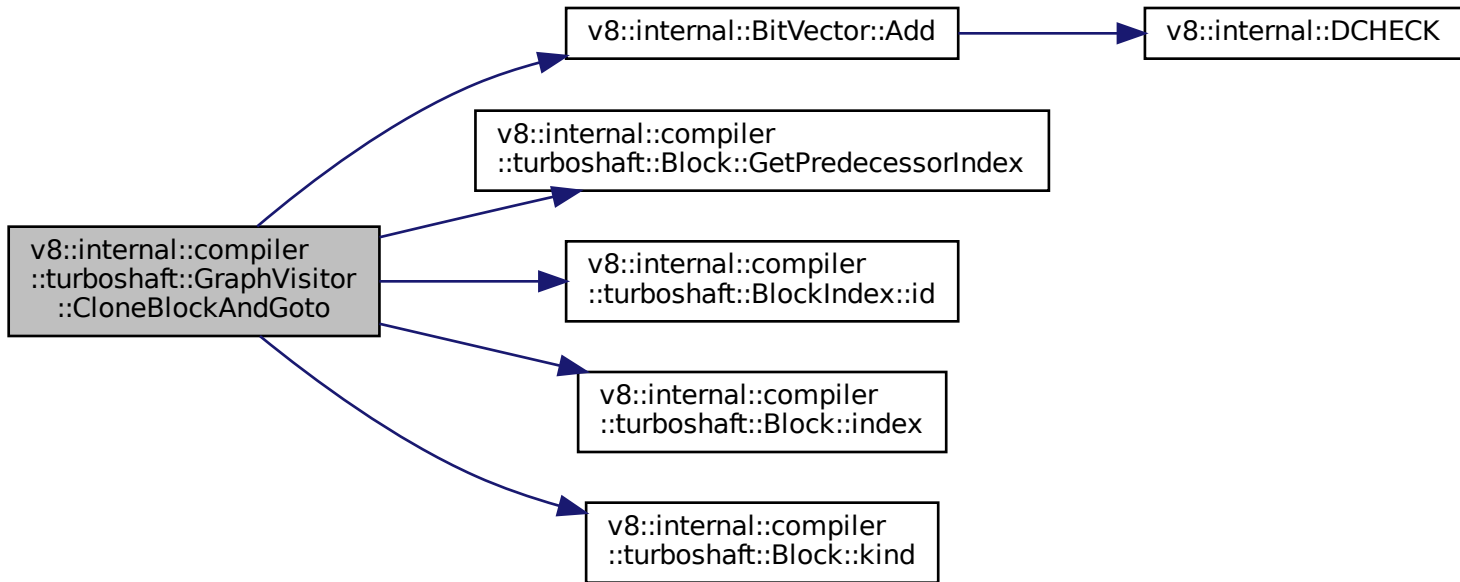 v8::internal::BitVector::Add
v8::internal::DCHECK
v8::internal::compiler
::turboshaft::Block::GetPredecessorIndex
v8::internal::compiler
::turboshaft::GraphVisitor
::CloneBlockAndGoto
v8::internal::compiler
::turboshaft::BlockIndex::id
v8::internal::compiler
::turboshaft::Block::index
v8::internal::compiler
::turboshaft::Block::kind